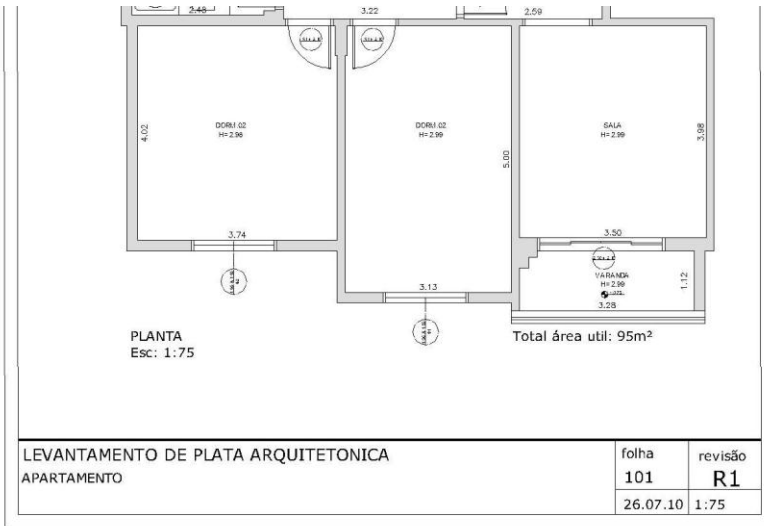 2.48
3.22
2.59
4.02
DORM.02
H=2.98
DORM.02
H=2.99
5.00
SALA
H=2.99
3.98
3.74
3.50
VARANDA
H=2.99
1.12
3.13
3.28
PLANTA
Esc: 1:75
Total área util: 95m²
LEVANTAMENTO DE PLATA ARQUITETONICA
APARTAMENTO
folha
101
revisão
R1
26.07.10
1:75